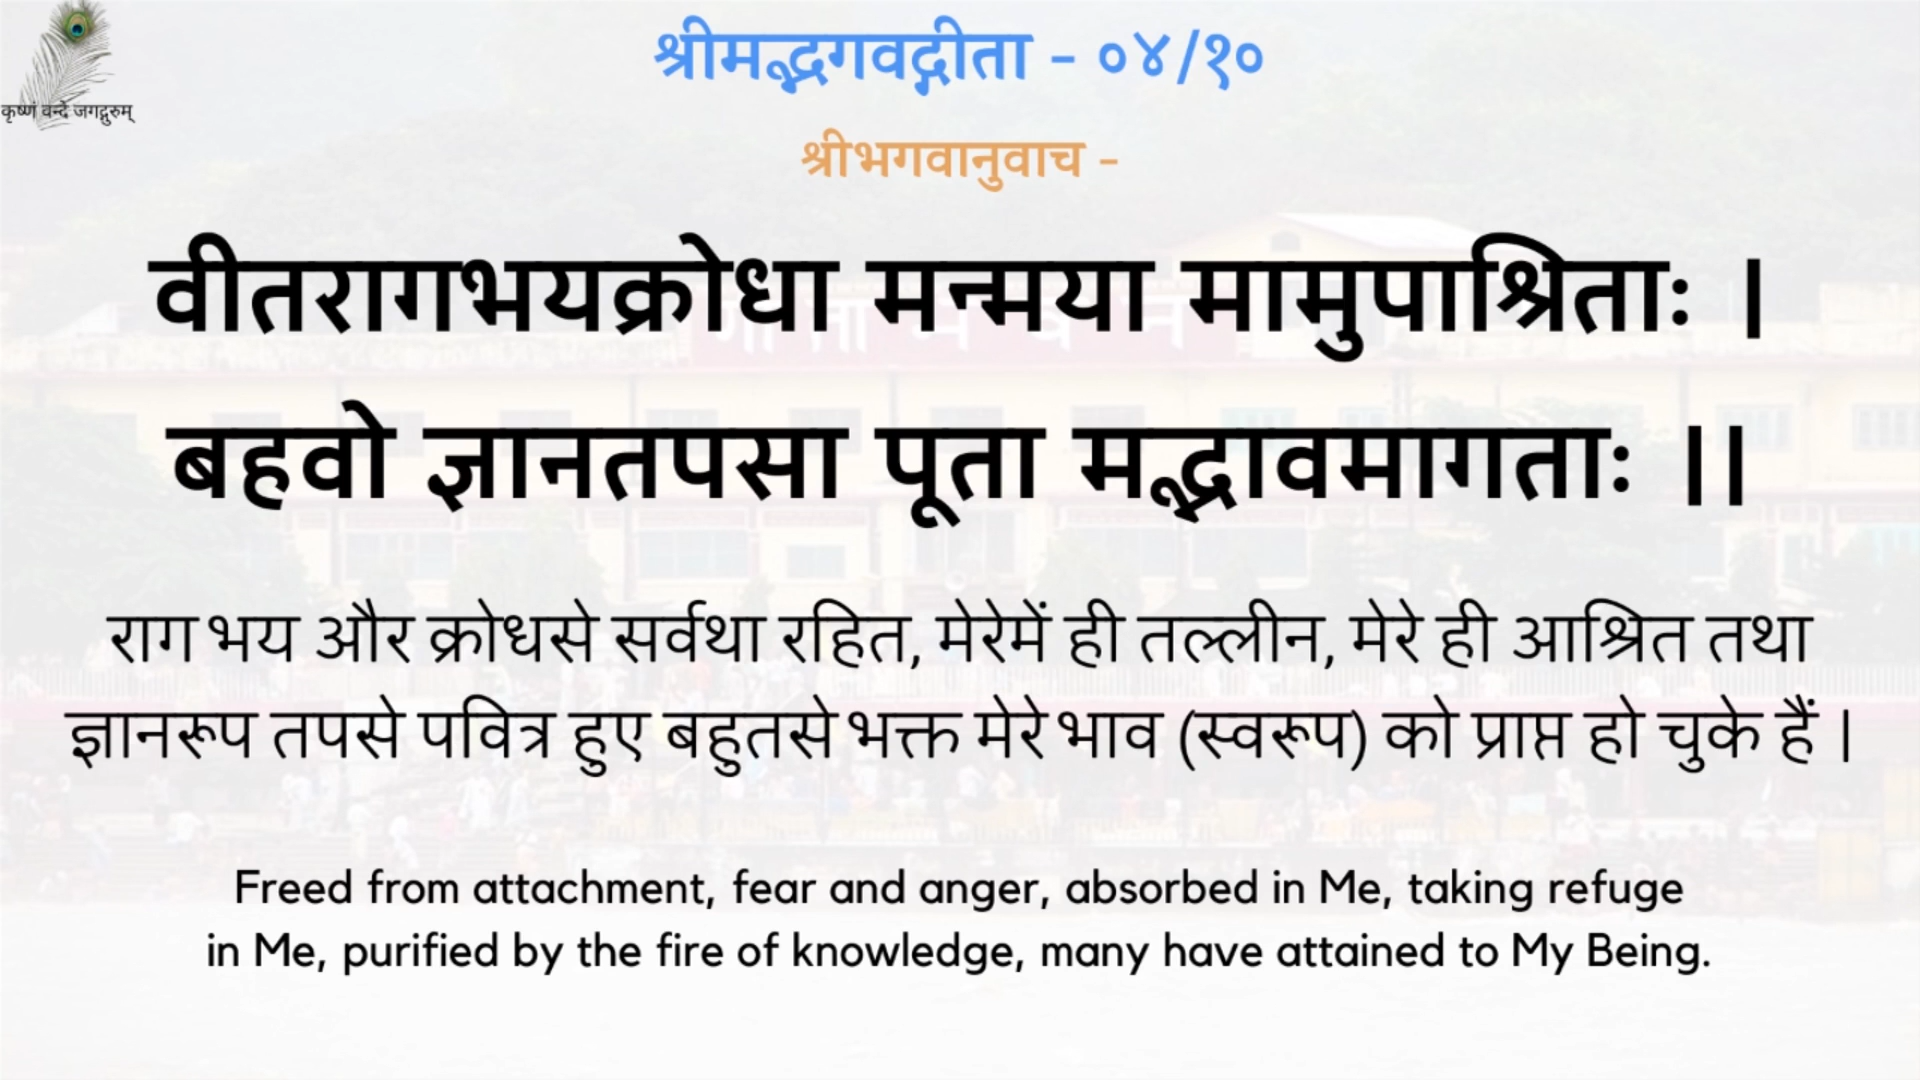 श्रीमद्भगवद्गीता - ०४/१०
कृष्णं वन्दे जगद्गुरुम्
श्रीभगवानुवाच -
वीतरागभयक्रोधा मन्मया मामुपाश्रिताः |
बहवो ज्ञानतपसा पूता मद्भावमागताः ||
राग भय और क्रोधसे सर्वथा रहित, मेरेमें ही तल्लीन, मेरे ही आश्रित तथा
ज्ञानरूप तपसे पवित्र हुए बहुतसे भक्त मेरे भाव (स्वरूप) को प्राप्त हो चुके हैं |
Freed from attachment, fear and anger, absorbed in Me, taking refuge
in Me, purified by the fire of knowledge, many have attained to My Being.